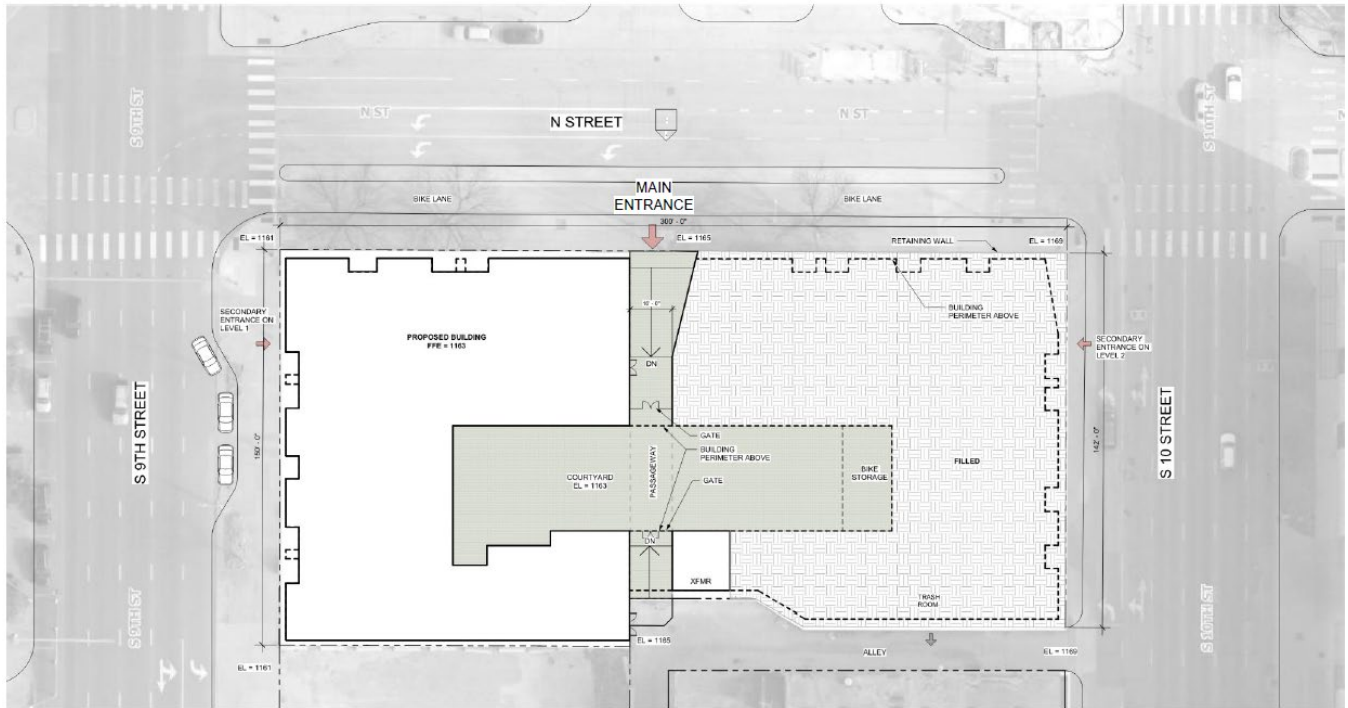 S 9TH ST
N ST
N STREET
N ST
S 10TH ST
N
MAIN
ENTRANCE
BIKE LANE
BIKE LANE
300' - 0"
EL = 1161
EL = 1165
RETAINING WALL
EL = 1169
SECONDARY
ENTRANCE ON
LEVEL 1
PROPOSED BUILDING
FFE = 1163
BUILDING
PERIMETER ABOVE
SECONDARY
ENTRANCE ON
LEVEL 2
DN
S 9TH STREET
150' - 0"
GATE
BUILDING
PERIMETER ABOVE
PASSAGEWAY
COURTYARD
EL = 1163
GATE
BIKE
STORAGE
FILLED
142' - 0"
S 10 STREET
DN
XFMR
TRASH
ROOM
S 9TH ST
S 10TH ST
EL = 1165
ALLEY
EL = 1161
EL = 1169